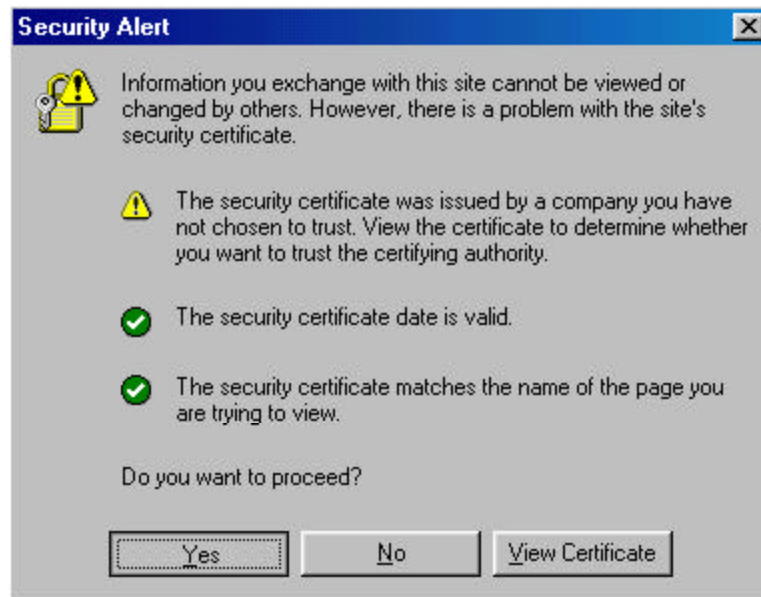 Security Alert
Information you exchange with this site cannot be viewed or
changed by others. However, there is a problem with the site's
security certificate.
The security certificate was issued by a company you have
not chosen to trust. View the certificate to determine whether
you want to trust the certifying authority.
The security certificate date is valid.
The security certificate matches the name of the page you
are trying to view.
Do you want to proceed?
Yes No View Certificate